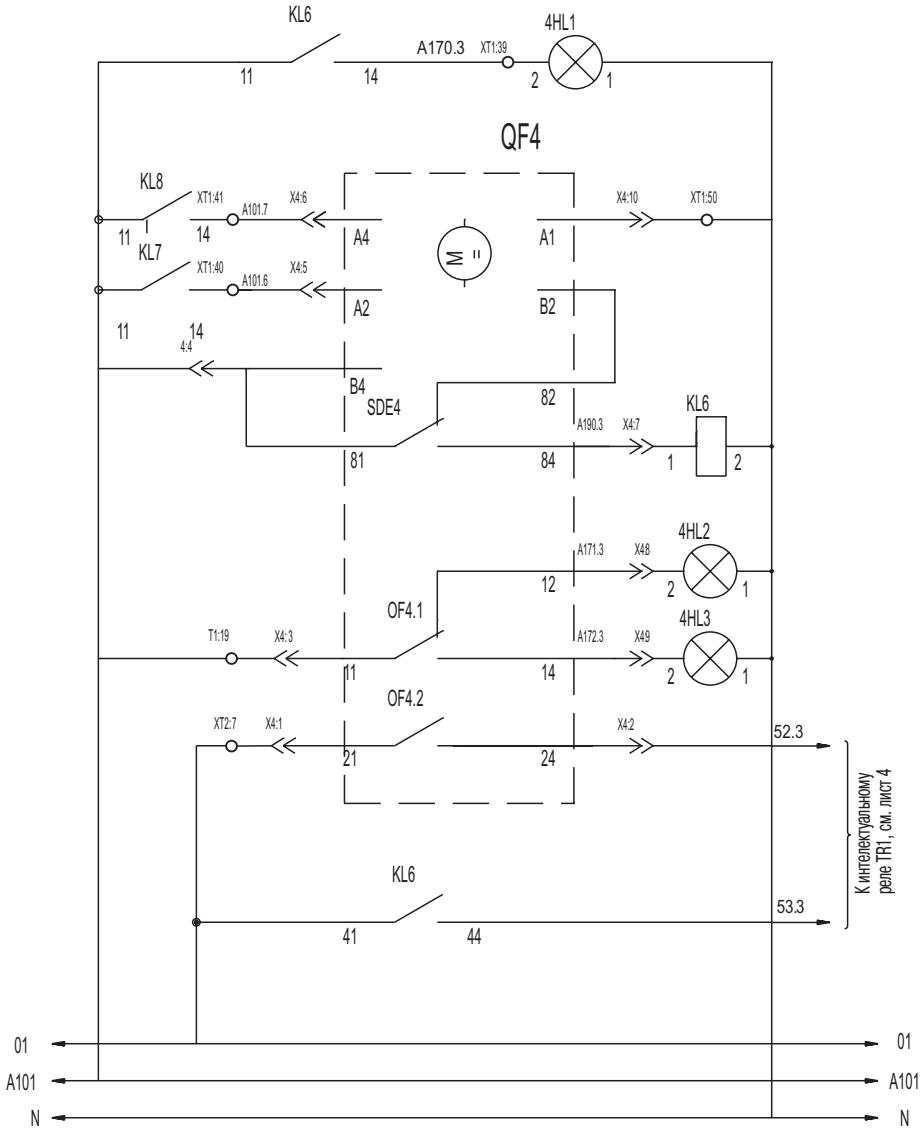 KL6
4HL1
A170.3
XT1:39
11
14
2
1
QF4
KL8
XT1:41
A101.7
X4:6
X4:10
XT1:50
11
14
A4
A1
KL7
M
=
XT1:40
A101.6
X4:5
A2
B2
11
14
4:4
B4
82
SDE4
A190.3
X4:7
KL6
81
84
1
2
4HL2
A171.3
X48
12
2
1
OF4.1
4HL3
T1:19
X4:3
A172.3
X49
11
14
2
1
OF4.2
XT2:7
X4:1
X4:2
52.3
21
24
К интелектуальному
реле TR1, см. лист 4
KL6
53.3
41
44
01
01
A101
A101
N
N